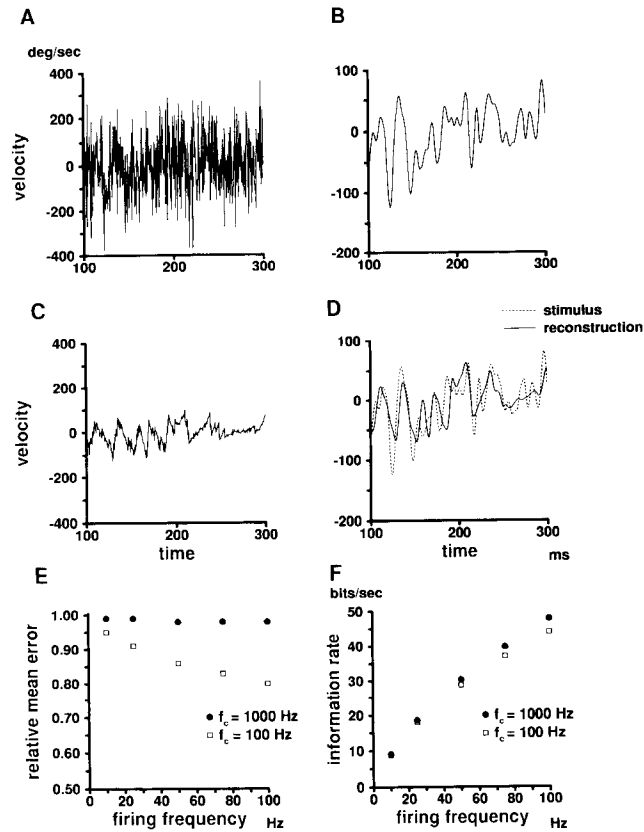 A
B
deg/sec
400
200
0
-200
-400
velocity
100
200
300
100
0
-100
-200
100
200
300
C
D
stimulus
reconstruction
400
200
0
-200
-400
velocity
100
200
300
time
100
0
-100
-200
100
200
300
time
ms
E
F
bits/sec
1.00
0.90
0.80
0.70
0.60
0.50
relative mean error
fc = 1000 Hz
fc = 100 Hz
0 20 40 60 80 100
firing frequency
Hz
50
40
30
20
10
0
information rate
fc = 1000 Hz
fc = 100 Hz
0 20 40 60 80 100
firing frequency
Hz